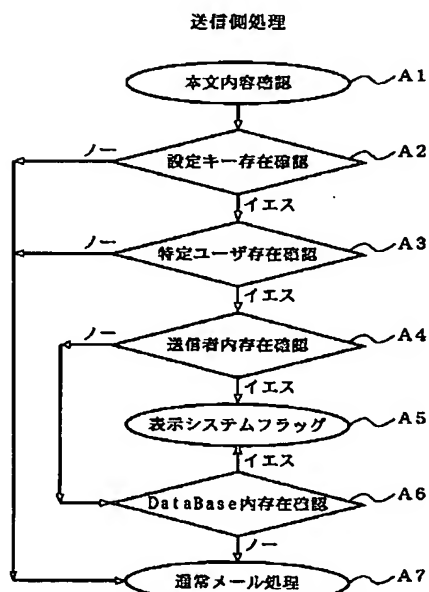 送信側処理
本文内容確認
A1
設定キー存在確認
A2
ノー
イエス
特定ユーザ存在確認
A3
ノー
イエス
送信者内存在確認
A4
ノー
イエス
表示システムフラッグ
A5
イエス
DataBase内存在確認
A6
ノー
通常メール処理
A7